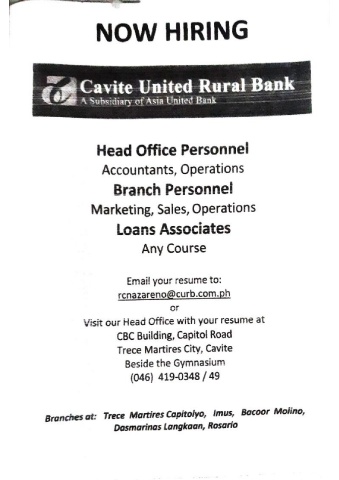 NOW HIRING
Cavite United Rural Bank
A Subsidiary of Asia United Bank
Head Office Personnel
Accountants, Operations
Branch Personnel
Marketing, Sales, Operations
Loans Associates
Any Course
Email your resume to:
rcnazareno@curb.com.ph
or
Visit our Head Office with your resume at
CBC Building, Capitol Road
Trece Martires City, Cavite
Beside the Gymnasium
(046) 419-0348 / 49
Branches at: Trece Martires Capitolyo, Imus, Bacoor Molino,
Dasmarinas Langkaan, Rosario